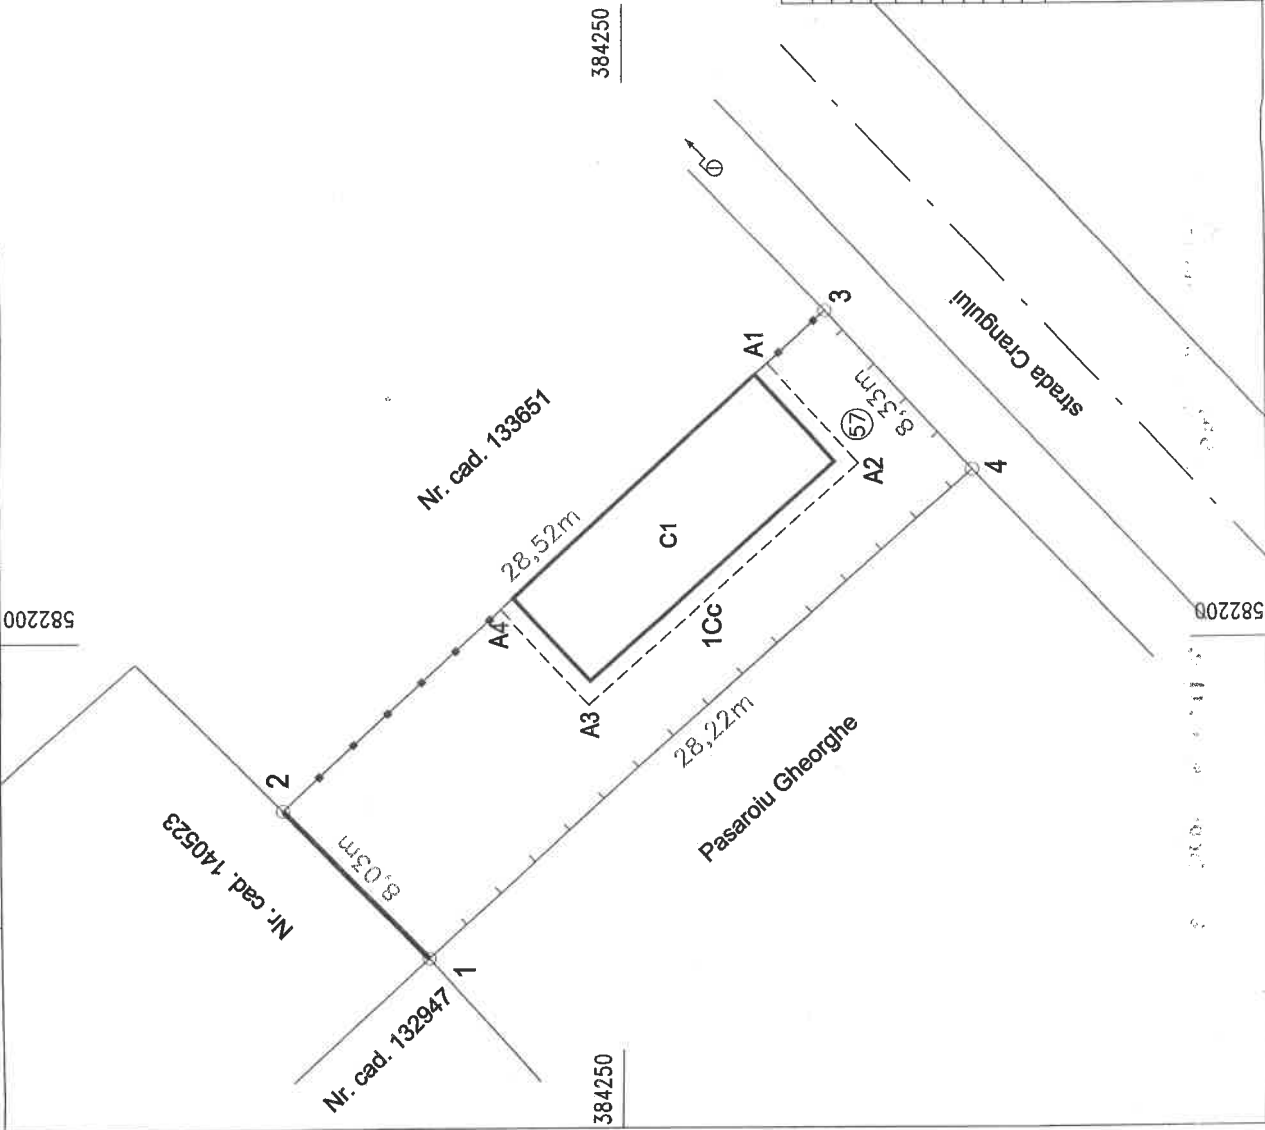 384250
582200
Nr. cad. 140523
2
8,03m
1
Nr. cad. 132947
Nr. cad. 133651
28,52m
A4
A3
C1
1Cc
A1
A2
57
3
8,33m
4
strada Crangului
28,22m
Pasaroiu Gheorghe
384250
582200